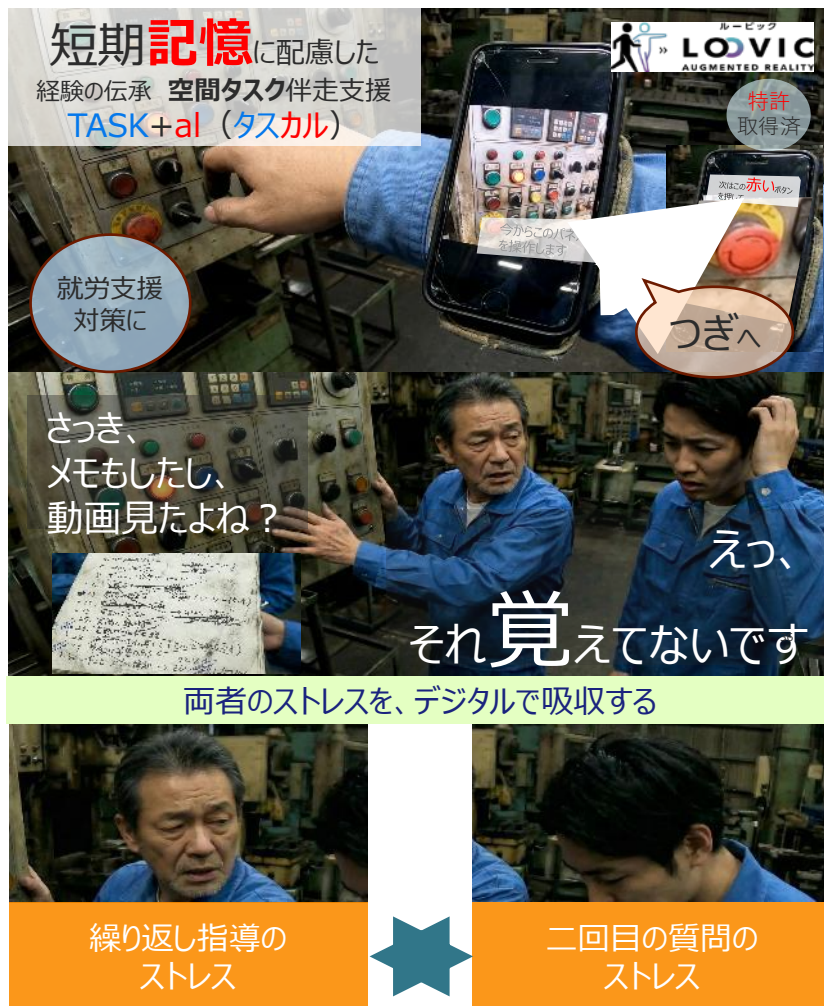 短期記憶に配慮した
経験の伝承 空間タスク伴走支援
TASK+al（タスカル）
ルービック
LOOVIC
AUGMENTED REALITY
特許
取得済
次はこの赤いボタン
今からこのパネル
を操作します
就労支援
対策に
つぎへ
さっき、
メモもしたし、
動画見たよね？
えっ、
それ覚えてないです
両者のストレスを、デジタルで吸収する
繰り返し指導の
ストレス
二回目の質問の
ストレス